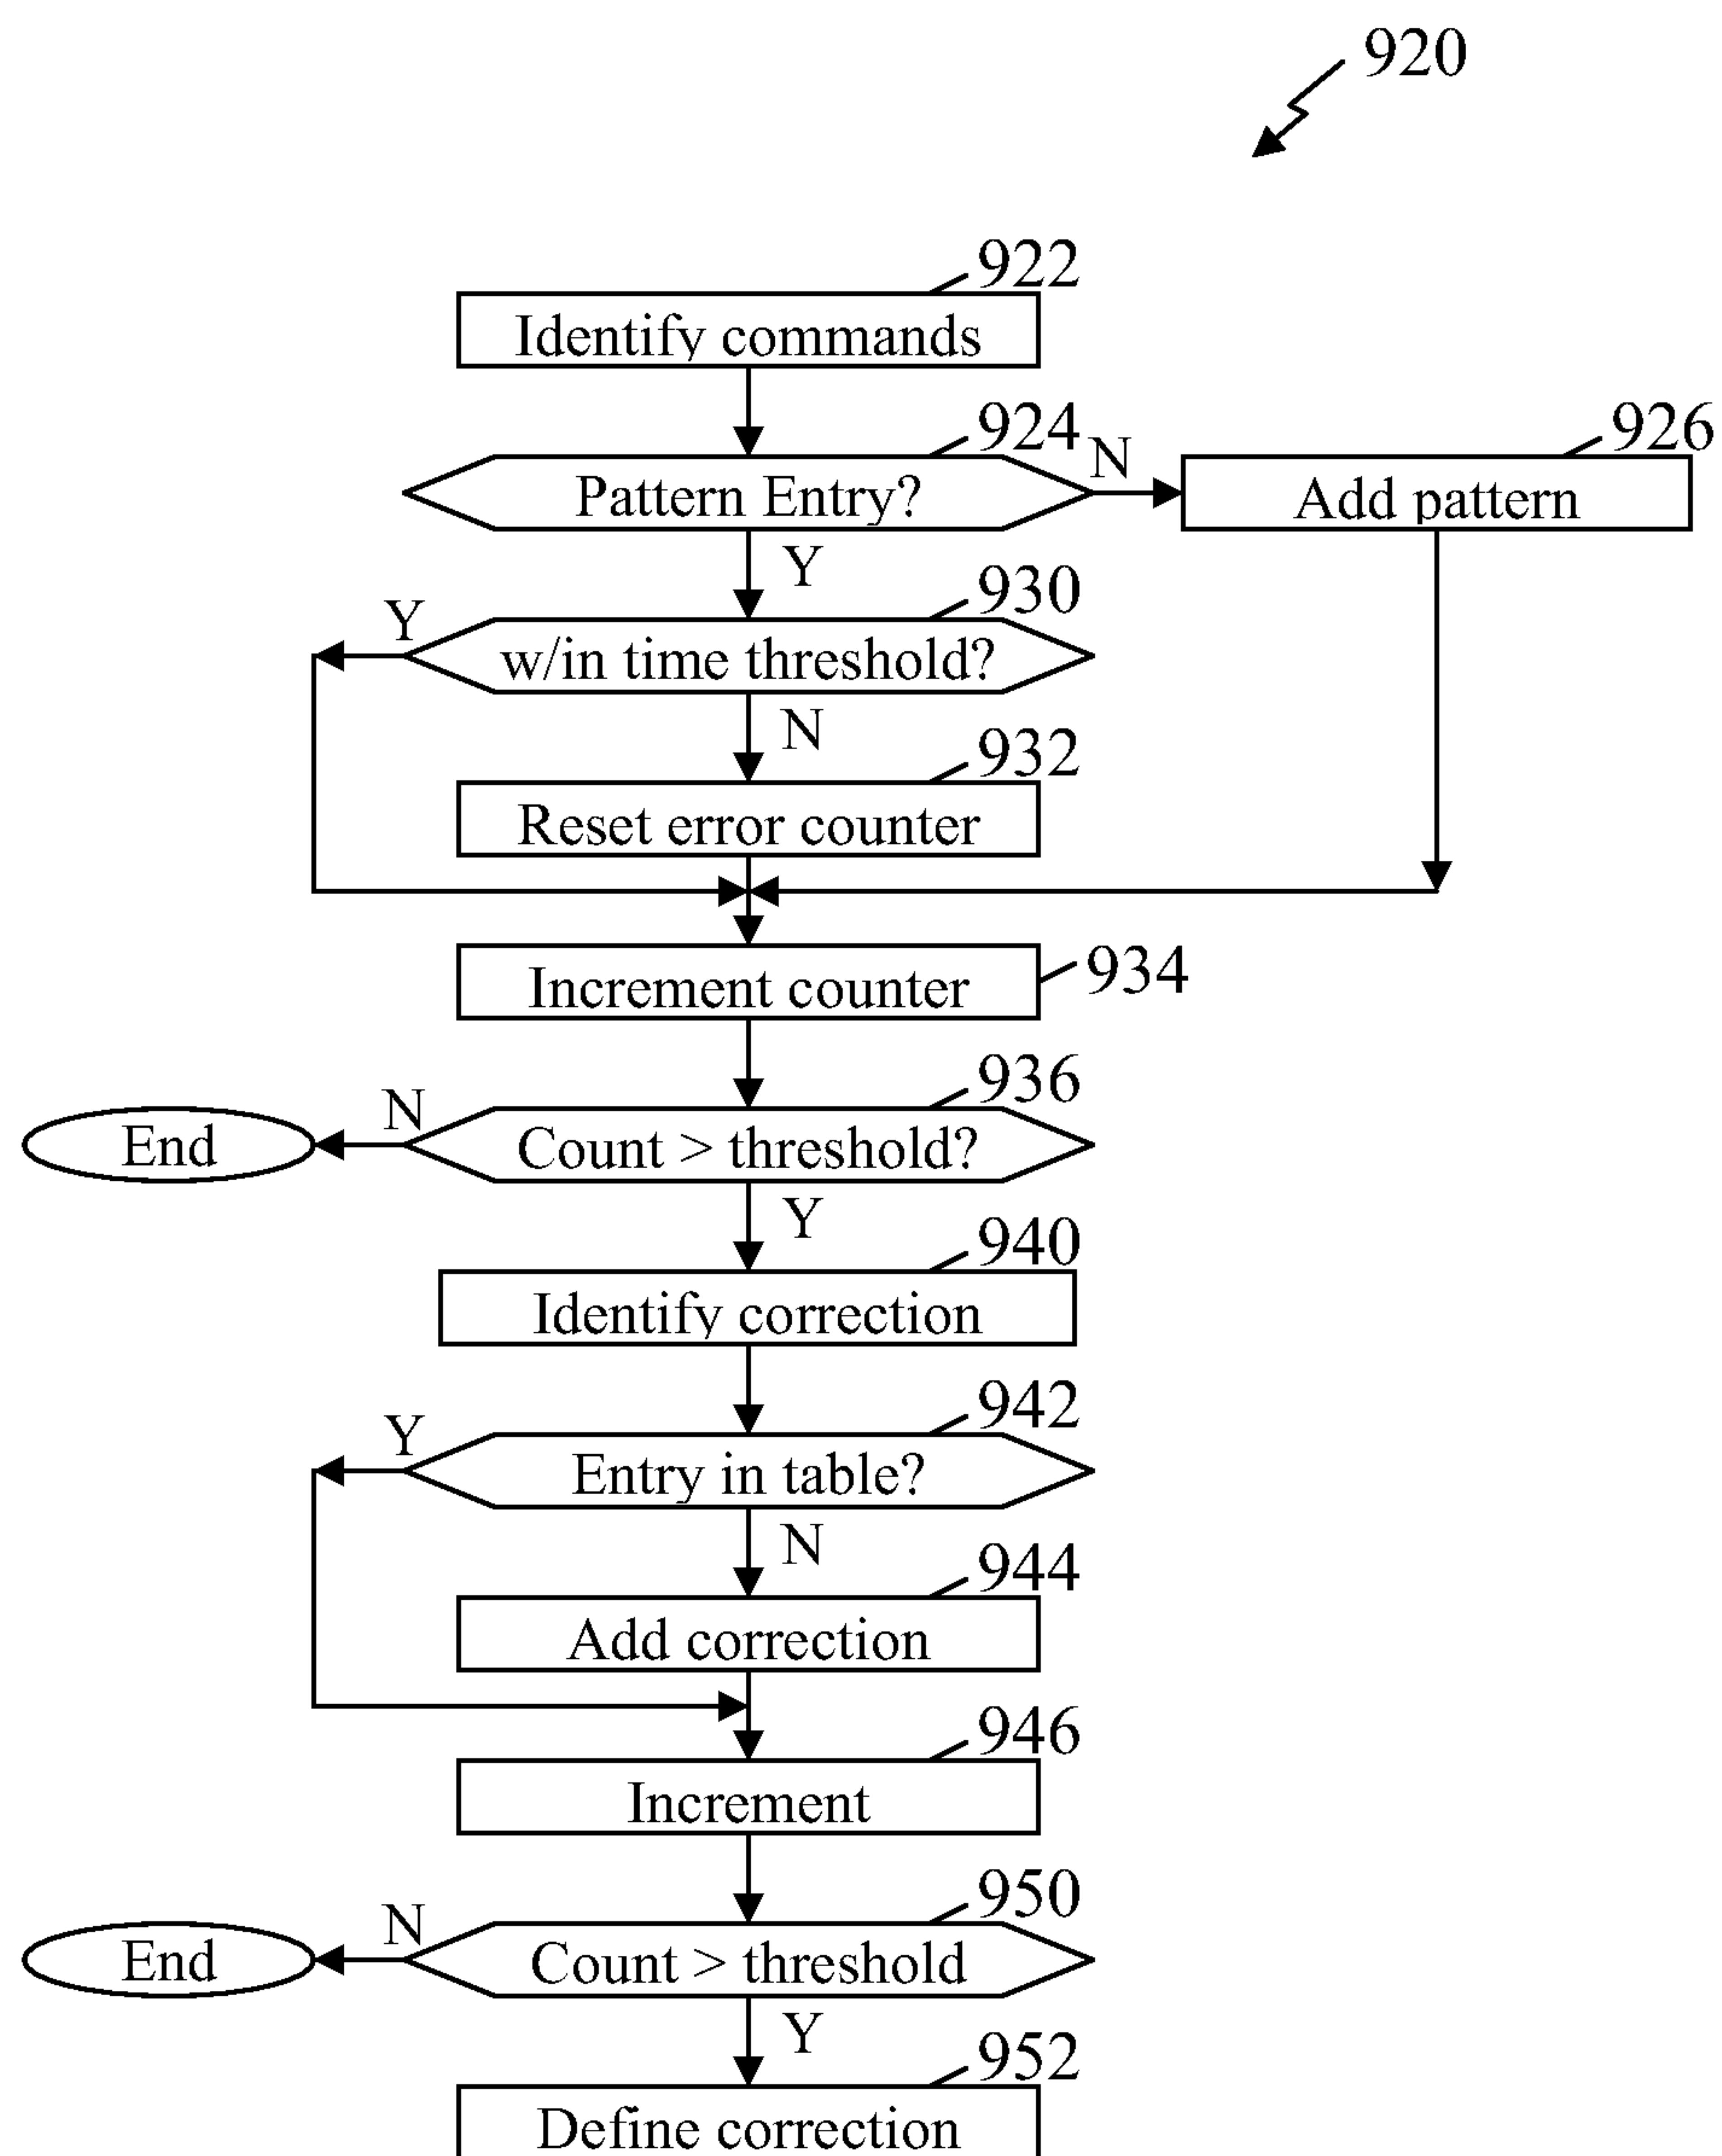 920
922
Identify commands
924
Pattern Entry?
N
926
Add pattern
Y
930
Y
w/in time threshold?
N
932
Reset error counter
Increment counter
934
936
N
End
Count > threshold?
Y
940
Identify correction
942
Y
Entry in table?
N
944
Add correction
946
Increment
950
N
End
Count > threshold
Y
952
Define correction